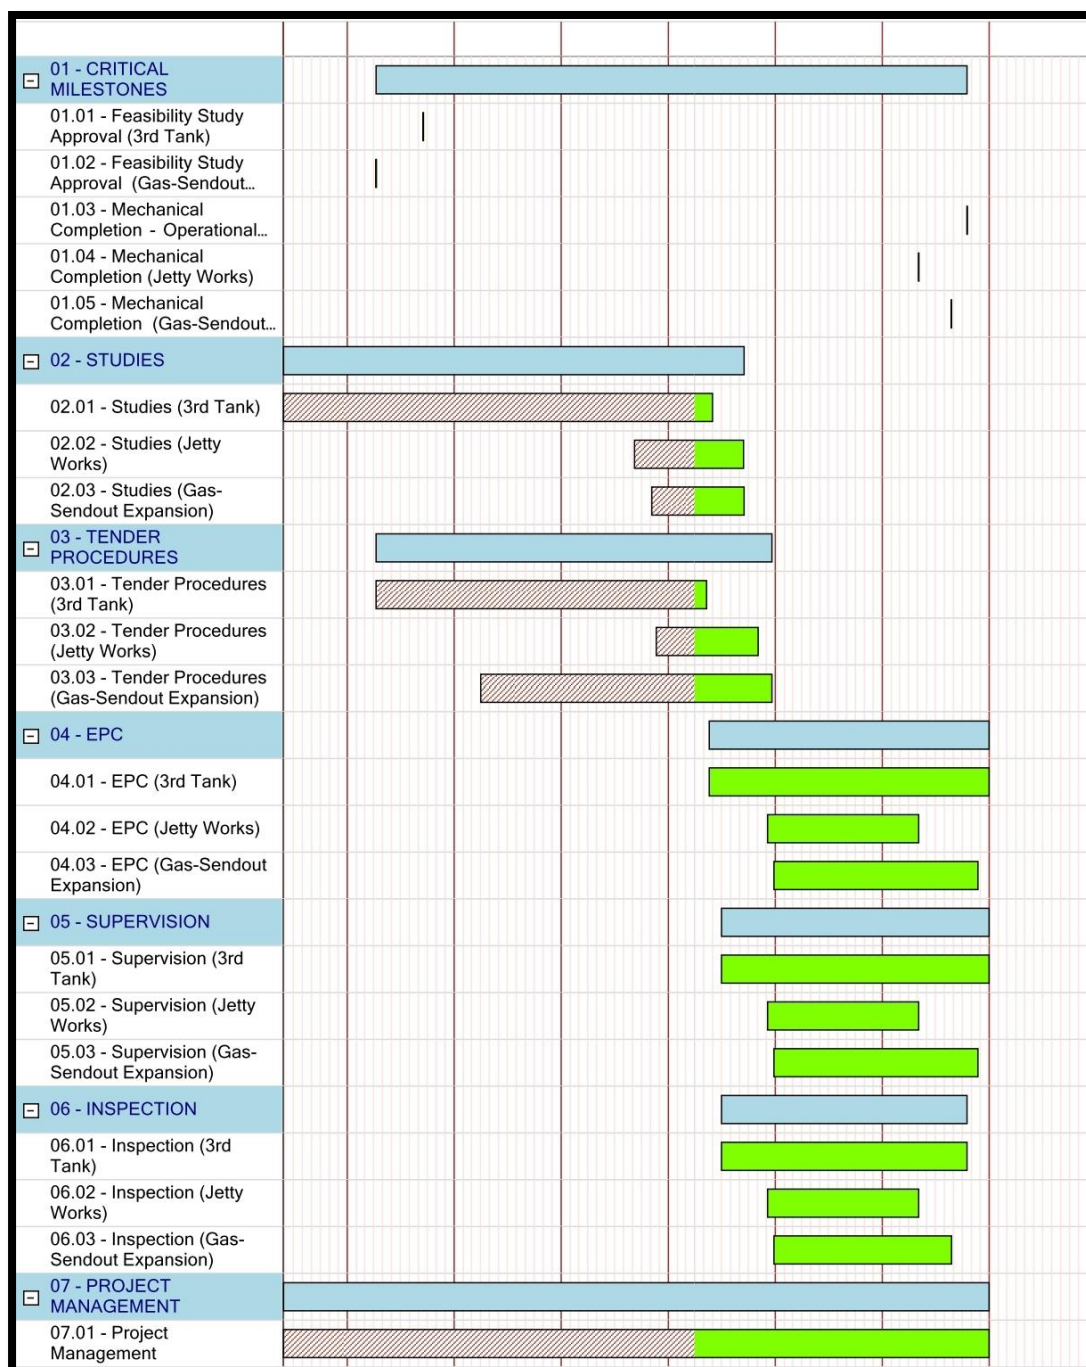 01 - CRITICAL
MILESTONES
01.01 - Feasibility Study
Approval (3rd Tank)
01.02 - Feasibility Study
Approval (Gas-Sendout...
01.03 - Mechanical
Completion - Operational...
01.04 - Mechanical
Completion (Jetty Works)
01.05 - Mechanical
Completion (Gas-Sendout...
02 - STUDIES
02.01 - Studies (3rd Tank)
02.02 - Studies (Jetty
Works)
02.03 - Studies (Gas-
Sendout Expansion)
03 - TENDER
PROCEDURES
03.01 - Tender Procedures
(3rd Tank)
03.02 - Tender Procedures
(Jetty Works)
03.03 - Tender Procedures
(Gas-Sendout Expansion)
04 - EPC
04.01 - EPC (3rd Tank)
04.02 - EPC (Jetty Works)
04.03 - EPC (Gas-Sendout
Expansion)
05 - SUPERVISION
05.01 - Supervision (3rd
Tank)
05.02 - Supervision (Jetty
Works)
05.03 - Supervision (Gas-
Sendout Expansion)
06 - INSPECTION
06.01 - Inspection (3rd
Tank)
06.02 - Inspection (Jetty
Works)
06.03 - Inspection (Gas-
Sendout Expansion)
07 - PROJECT
MANAGEMENT
07.01 - Project
Management